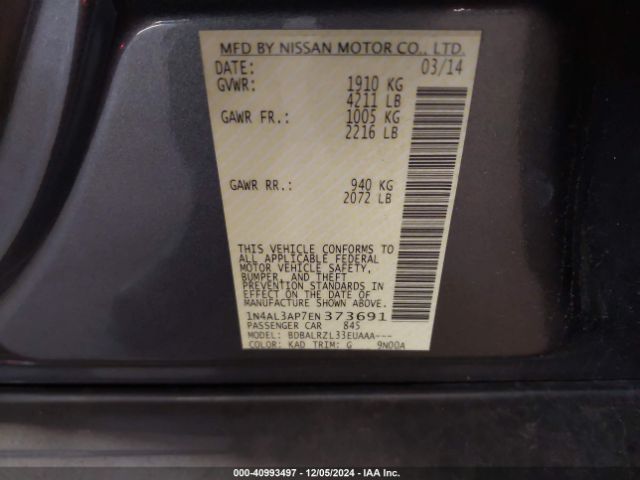 MFD BY NISSAN MOTOR CO., LTD.
DATE: 03/14
GVWR: 1910 KG
4211 LB
GAWR FR.: 1005 KG
2216 LB
GAWR RR.: 940 KG
2072 LB
THIS VEHICLE CONFORMS TO
ALL APPLICABLE FEDERAL
MOTOR VEHICLE SAFETY,
BUMPER, AND THEFT
PREVENTION STANDARDS IN
EFFECT ON THE DATE OF
MANUFACTURE SHOWN ABOVE.
1N4AL3AP7EN 373691
PASSENGER CAR 845
MODEL: BDBALRZL33EUAAA---
COLOR: KAD TRIM: G 9N00A
000-40993497 - 12/05/2024 - IAA Inc.